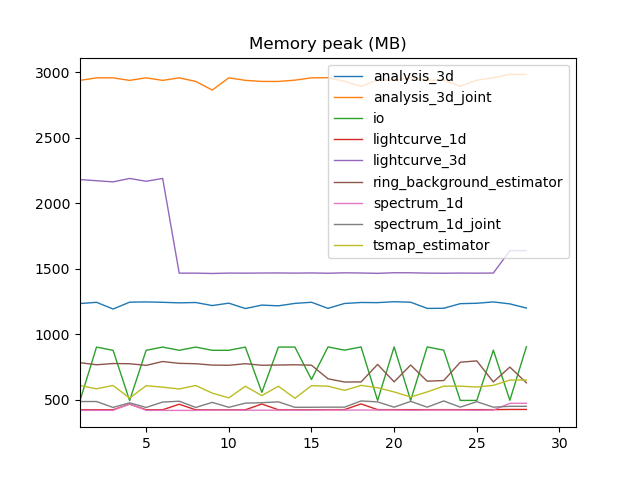 Memory peak (MB)
3000
2500
2000
1500
1000
500
analysis_3d
analysis_3d_joint
io
lightcurve_1d
lightcurve_3d
ring_background_estimator
spectrum_1d
spectrum_1d_joint
tsmap_estimator
5 10 15 20 25 30